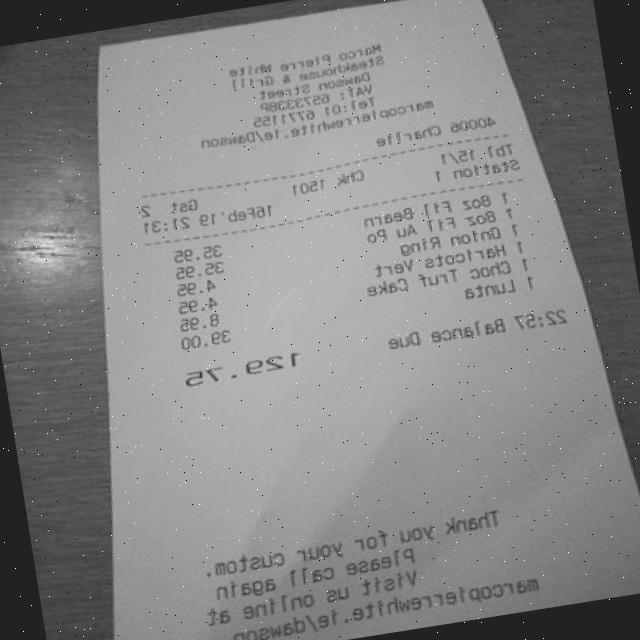 Marco Pierre White
Steakhouse & Grill
Dawson Street
VAT 6573338P
Tel:01 6771155
marcopierrewhite.ie/Dawson
40006 Charlie
Tbl 15/1 Chk 1501 Gst 2
Station 1 16Feb'19 21:31
1 8oz Fil Bearn 35.95
1 8oz Fil Au Po 35.95
1 Onion Ring 4.95
1 Haricots Vert 4.95
1 Choc Truf Cake 8.95
1 Lunta 39.00
22:57 Balance Due 129.75
Thank you for your custom.
Please call again
Visit us online at
marcopierrewhite.ie/dawson